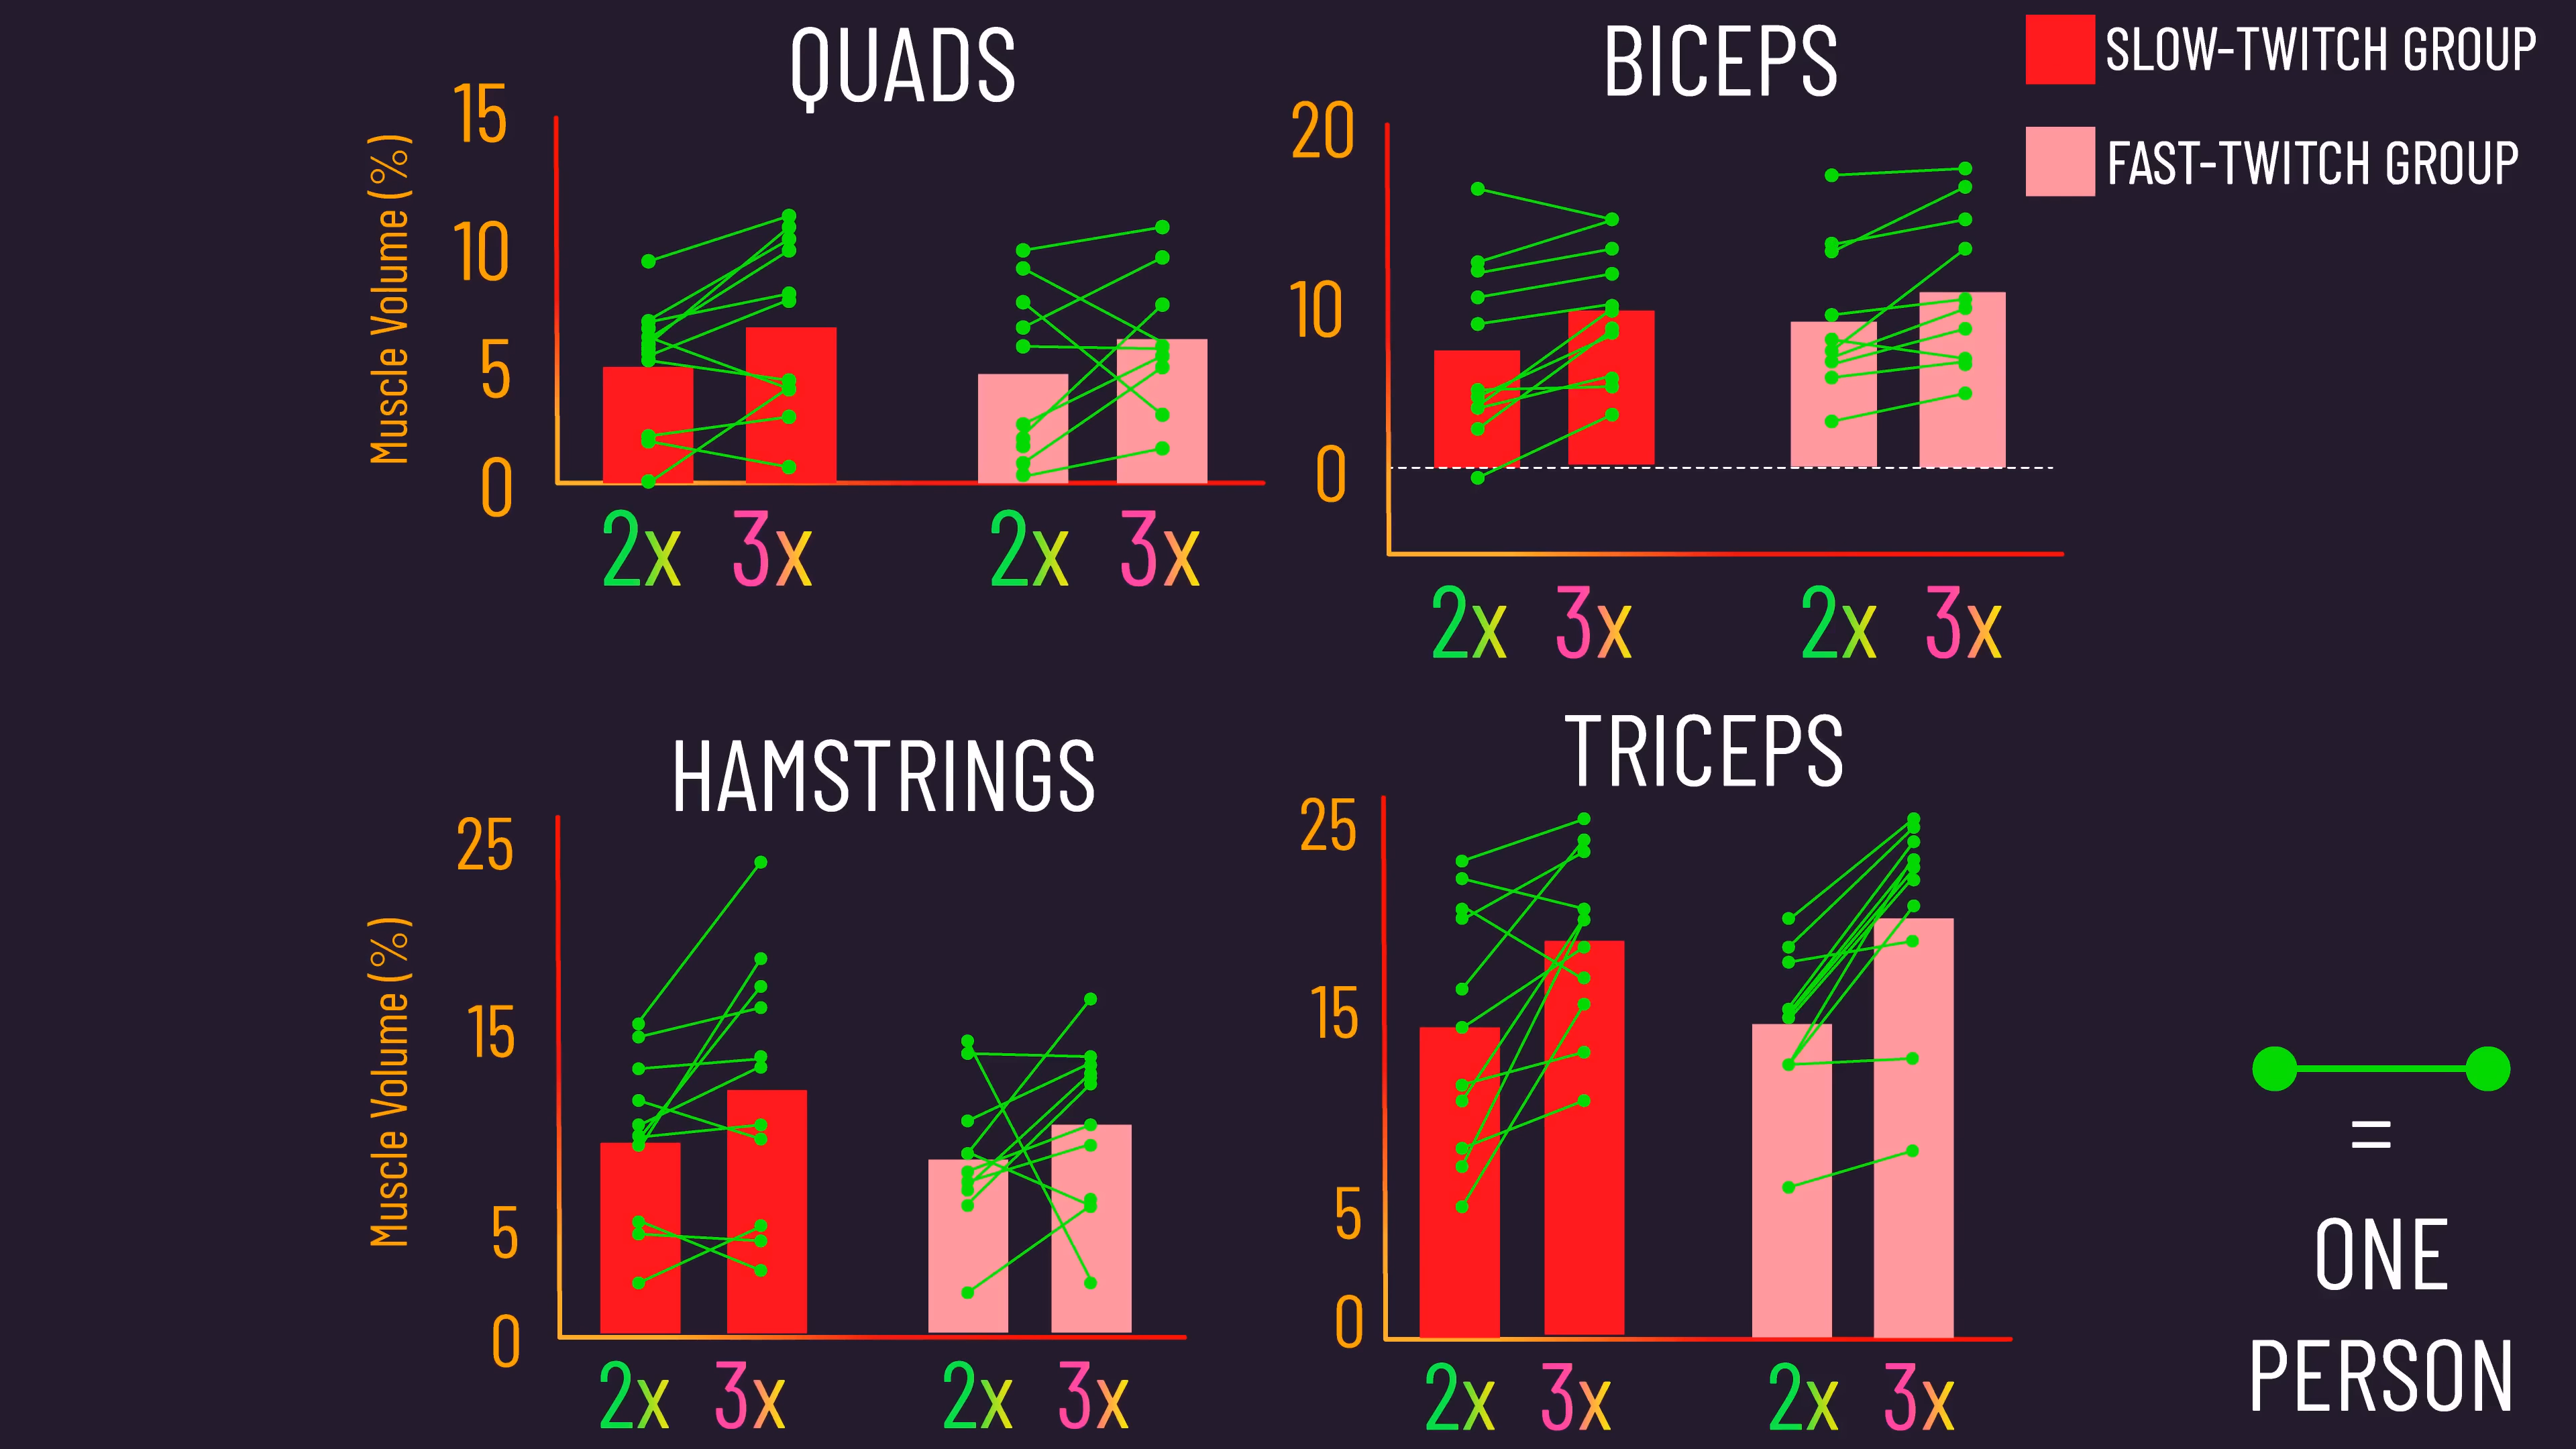 QUADS
Muscle Volume (%)
15
10
5
0
2x 3x 2x 3x
BICEPS
20
10
0
2x 3x 2x 3x
SLOW-TWITCH GROUP
FAST-TWITCH GROUP
HAMSTRINGS
Muscle Volume (%)
25
15
5
0
2x 3x 2x 3x
TRICEPS
25
15
5
0
2x 3x 2x 3x
=
ONE
PERSON